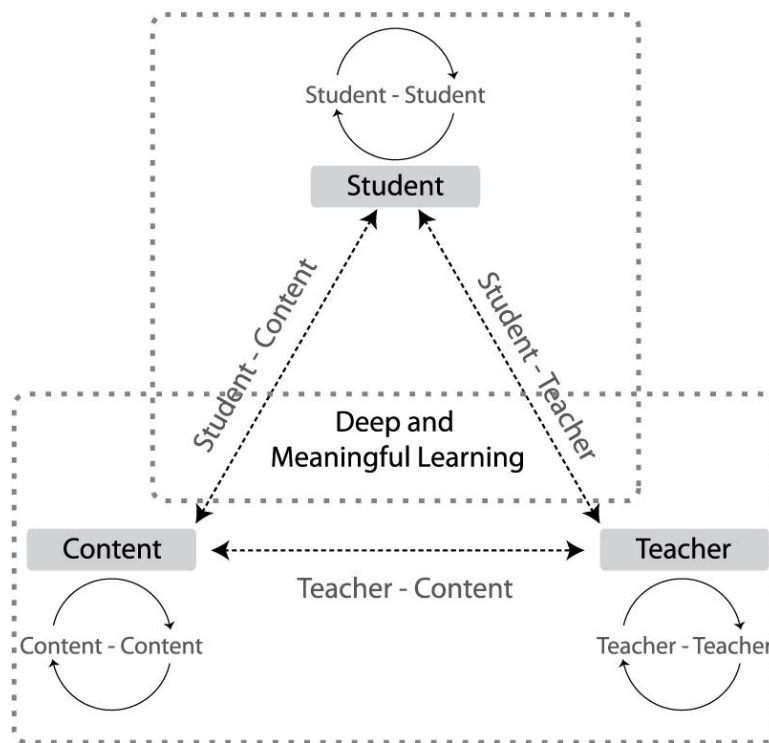 Student - Student
Student
Student - Content
Student - Teacher
Deep and
Meaningful Learning
Content
Teacher
Teacher - Content
Content - Content
Teacher - Teacher